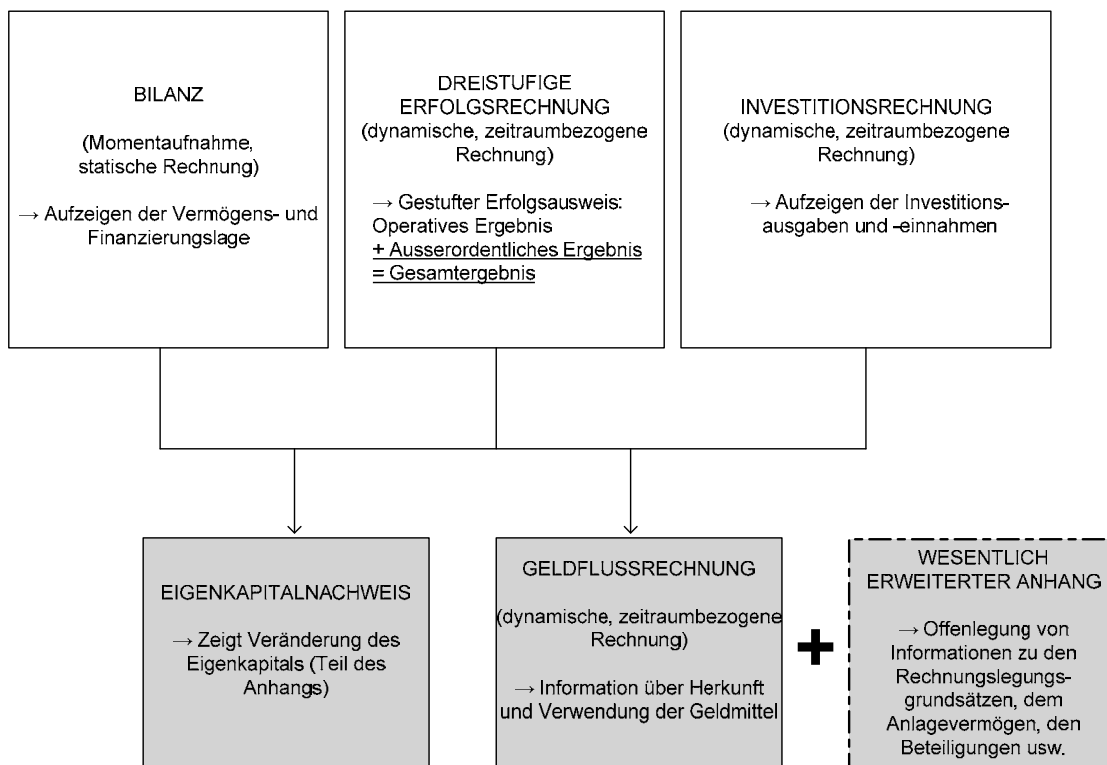 BILANZ
(Momentaufnahme,
statische Rechnung)
→ Aufzeigen der Vermögens- und
Finanzierungslage
DREISTUFIGE
ERFOLGSRECHNUNG
(dynamische, zeitraumbezogene
Rechnung)
→ Gestufter Erfolgsausweis:
Operatives Ergebnis
+ Ausserordentliches Ergebnis
= Gesamtergebnis
INVESTITIONSRECHNUNG
(dynamische, zeitraumbezogene
Rechnung)
→ Aufzeigen der Investitions-
ausgaben und -einnahmen
EIGENKAPITALNACHWEIS
→ Zeigt Veränderung des
Eigenkapitals (Teil des
Anhangs)
GELDFLUSSRECHNUNG
(dynamische, zeitraumbezogene
Rechnung)
→ Information über Herkunft
und Verwendung der Geldmittel
+
WESENTLICH
ERWEITERTER ANHANG
→ Offenlegung von
Informationen zu den
Rechnungslegungs-
grundsätzen, dem
Anlagevermögen, den
Beteiligungen usw.